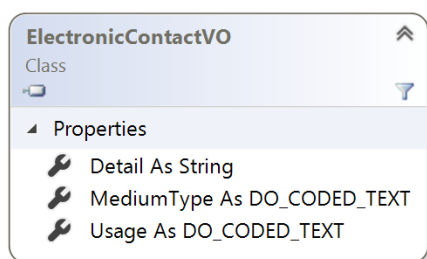 ElectronicContactVO
Class
Properties
Detail As String
MediumType As DO_CODED_TEXT
Usage As DO_CODED_TEXT